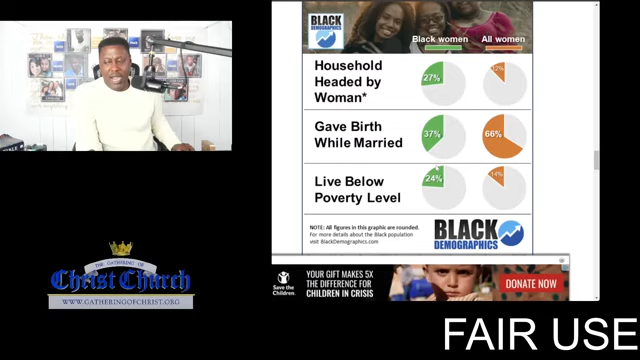 BLACK
DEMOGRAPHICS
Black women
All women
Household
Headed by
Woman*
27%
12%
Gave Birth
While Married
37%
66%
Live Below
Poverty Level
24%
14%
NOTE: All figures in this graphic are rounded.
For more details about the Black population
visit BlackDemographics.com
BLACK
DEMOGRAPHICS
THE GATHERING OF
Christ Church
WWW.GATHERINGOFCHRIST.ORG
Save the
Children.
YOUR GIFT MAKES 5X
THE DIFFERENCE FOR
CHILDREN IN CRISIS
DONATE NOW
FAIR USE